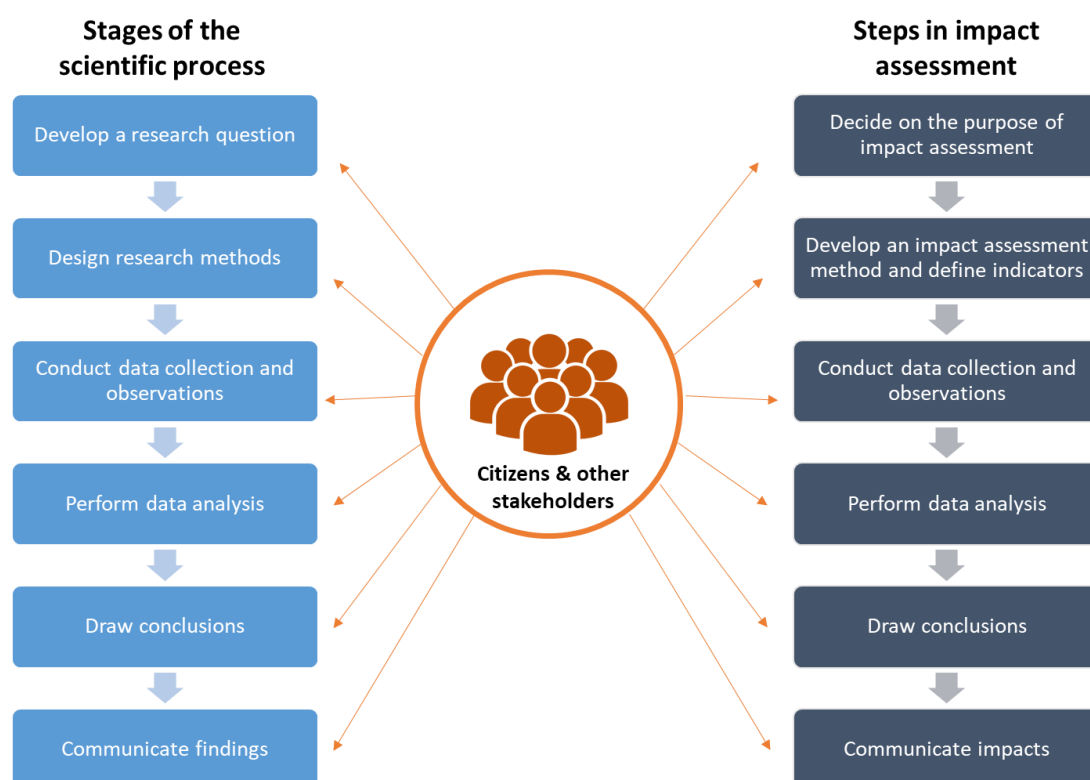 Stages of the
scientific process
Develop a research question
Design research methods
Conduct data collection and
observations
Perform data analysis
Draw conclusions
Communicate findings
Citizens & other
stakeholders
Steps in impact
assessment
Decide on the purpose of
impact assessment
Develop an impact assessment
method and define indicators
Conduct data collection and
observations
Perform data analysis
Draw conclusions
Communicate impacts